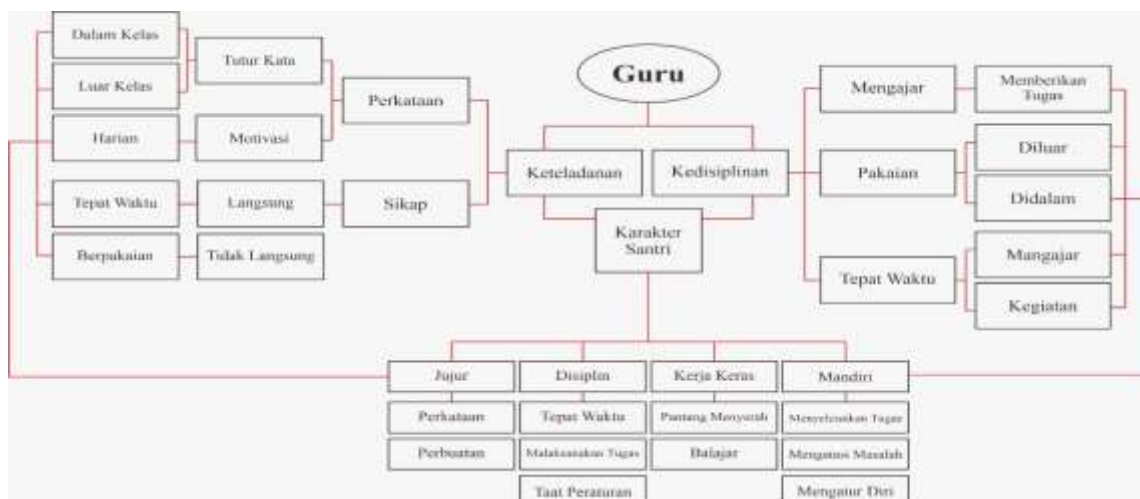 Guru
Keteladanan
Kedisiplinan
Karakter
Santri
Dalam Kelas
Luar Kelas
Harian
Tepat Waktu
Berpakaian
Tutur Kata
Motivasi
Langsung
Tidak Langsung
Perkataan
Sikap
Mengajar
Pakaian
Tepat Waktu
Memberikan
Tugas
Diluar
Didalam
Mangajar
Kegiatan
Jujur
Disiplin
Kerja Keras
Mandiri
Perkataan
Tepat Waktu
Pantang Menyerah
Menyelesaikan Tugas
Perbuatan
Malaksanakan Tugas
Balajar
Mengatasi Masalah
Taat Peraturan
Mengatur Diri